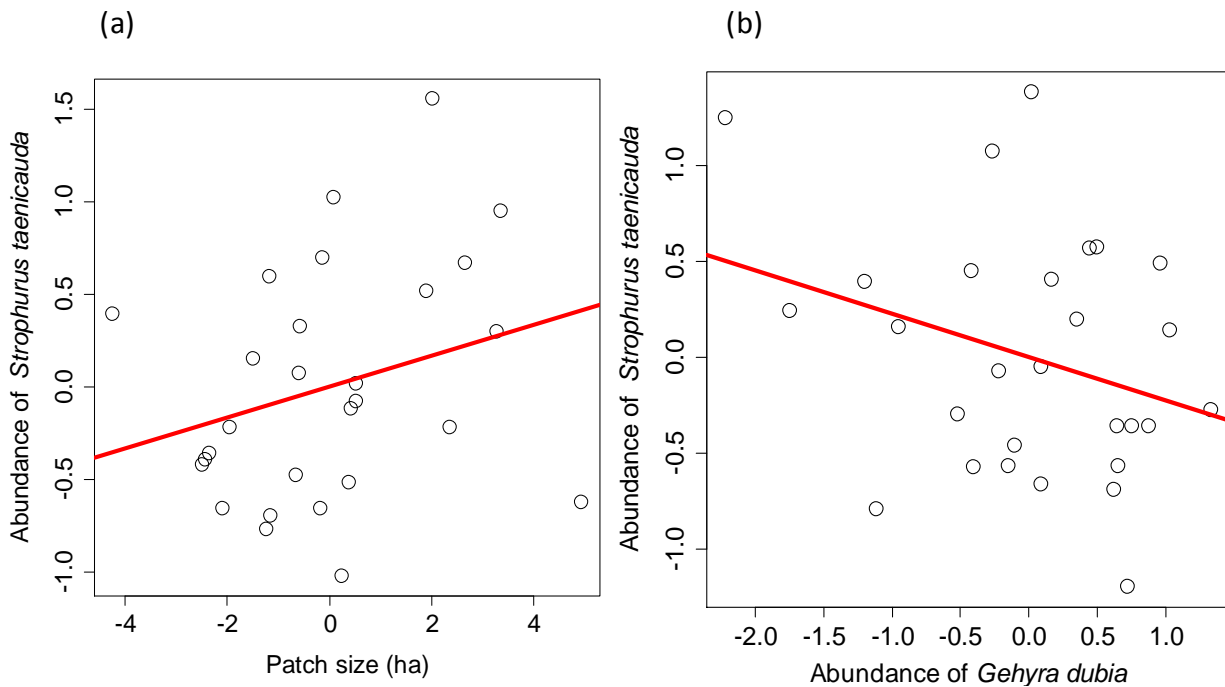 (a)
Abundance of Strophurus taenicauda
1.5
1.0
0.5
0.0
-0.5
-1.0
-4 -2 0 2 4
Patch size (ha)
(b)
Abundance of Strophurus taenicauda
1.0
0.5
0.0
-0.5
-1.0
-2.0 -1.5 -1.0 -0.5 0.0 0.5 1.0
Abundance of Gehyra dubia